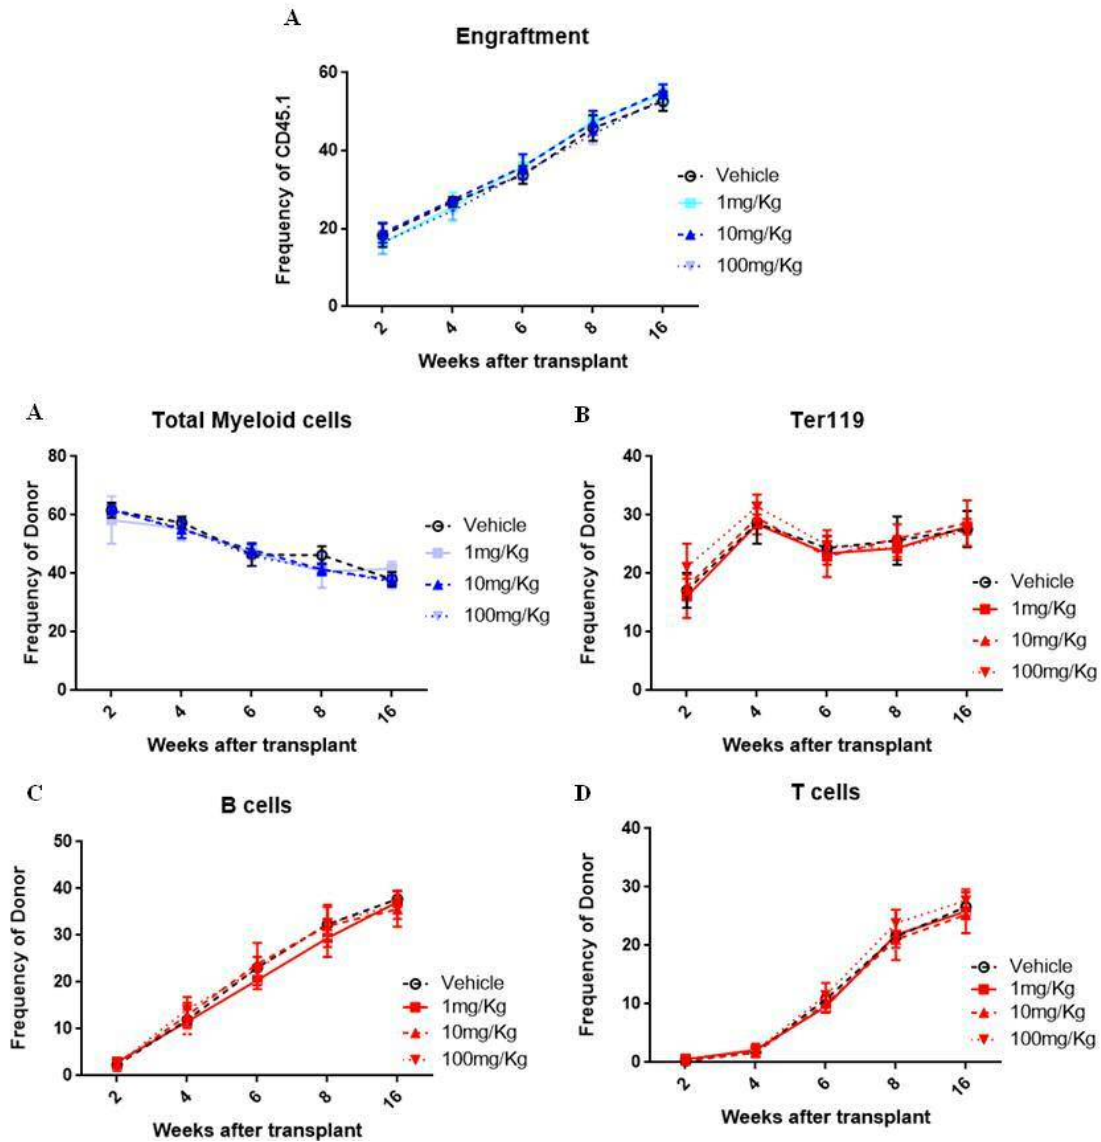 A
Engraftment
Frequency of CD45.1
60
40
20
0
2 4 6 8 16
Weeks after transplant
Vehicle
1mg/Kg
10mg/Kg
100mg/Kg
A
Total Myeloid cells
Frequency of Donor
80
60
40
20
0
2 4 6 8 16
Weeks after transplant
Vehicle
1mg/Kg
10mg/Kg
100mg/Kg
B
Ter119
Frequency of Donor
40
30
20
10
0
2 4 6 8 16
Weeks after transplant
Vehicle
1mg/Kg
10mg/Kg
100mg/Kg
C
B cells
Frequency of Donor
50
40
30
20
10
0
2 4 6 8 16
Weeks after transplant
Vehicle
1mg/Kg
10mg/Kg
100mg/Kg
D
T cells
Frequency of Donor
40
30
20
10
0
2 4 6 8 16
Weeks after transplant
Vehicle
1mg/Kg
10mg/Kg
100mg/Kg